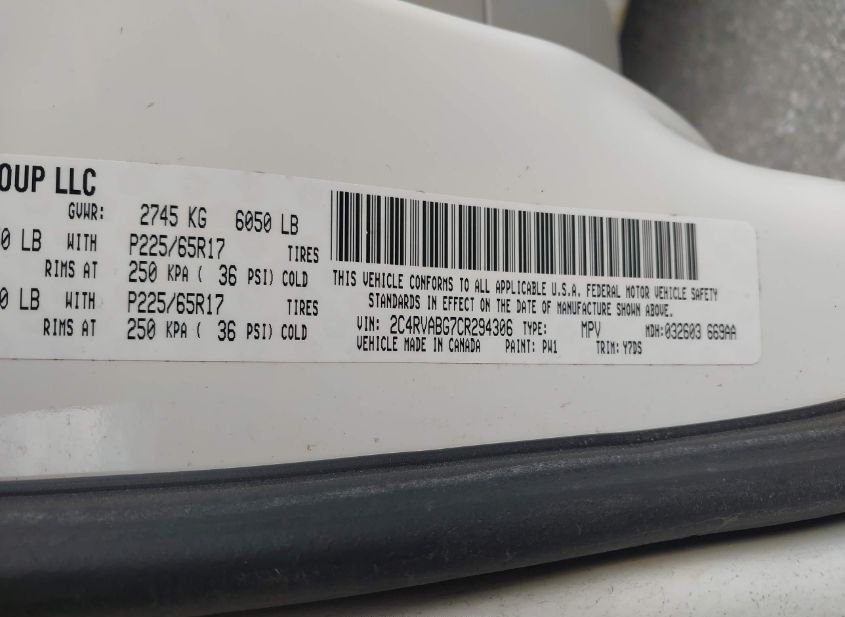 OUP LLC
GVWR: 2745 KG 6050 LB
0 LB WITH P225/65R17 TIRES
RIMS AT 250 KPA ( 36 PSI) COLD
0 LB WITH P225/65R17 TIRES
RIMS AT 250 KPA ( 36 PSI) COLD
THIS VEHICLE CONFORMS TO ALL APPLICABLE U.S.A. FEDERAL MOTOR VEHICLE SAFETY
STANDARDS IN EFFECT ON THE DATE OF MANUFACTURE SHOWN ABOVE.
VIN: 2C4RVABG7CR294306 TYPE: MPV MDH:032603 669AA
VEHICLE MADE IN CANADA PAINT: PW1 TRIM: Y7DS